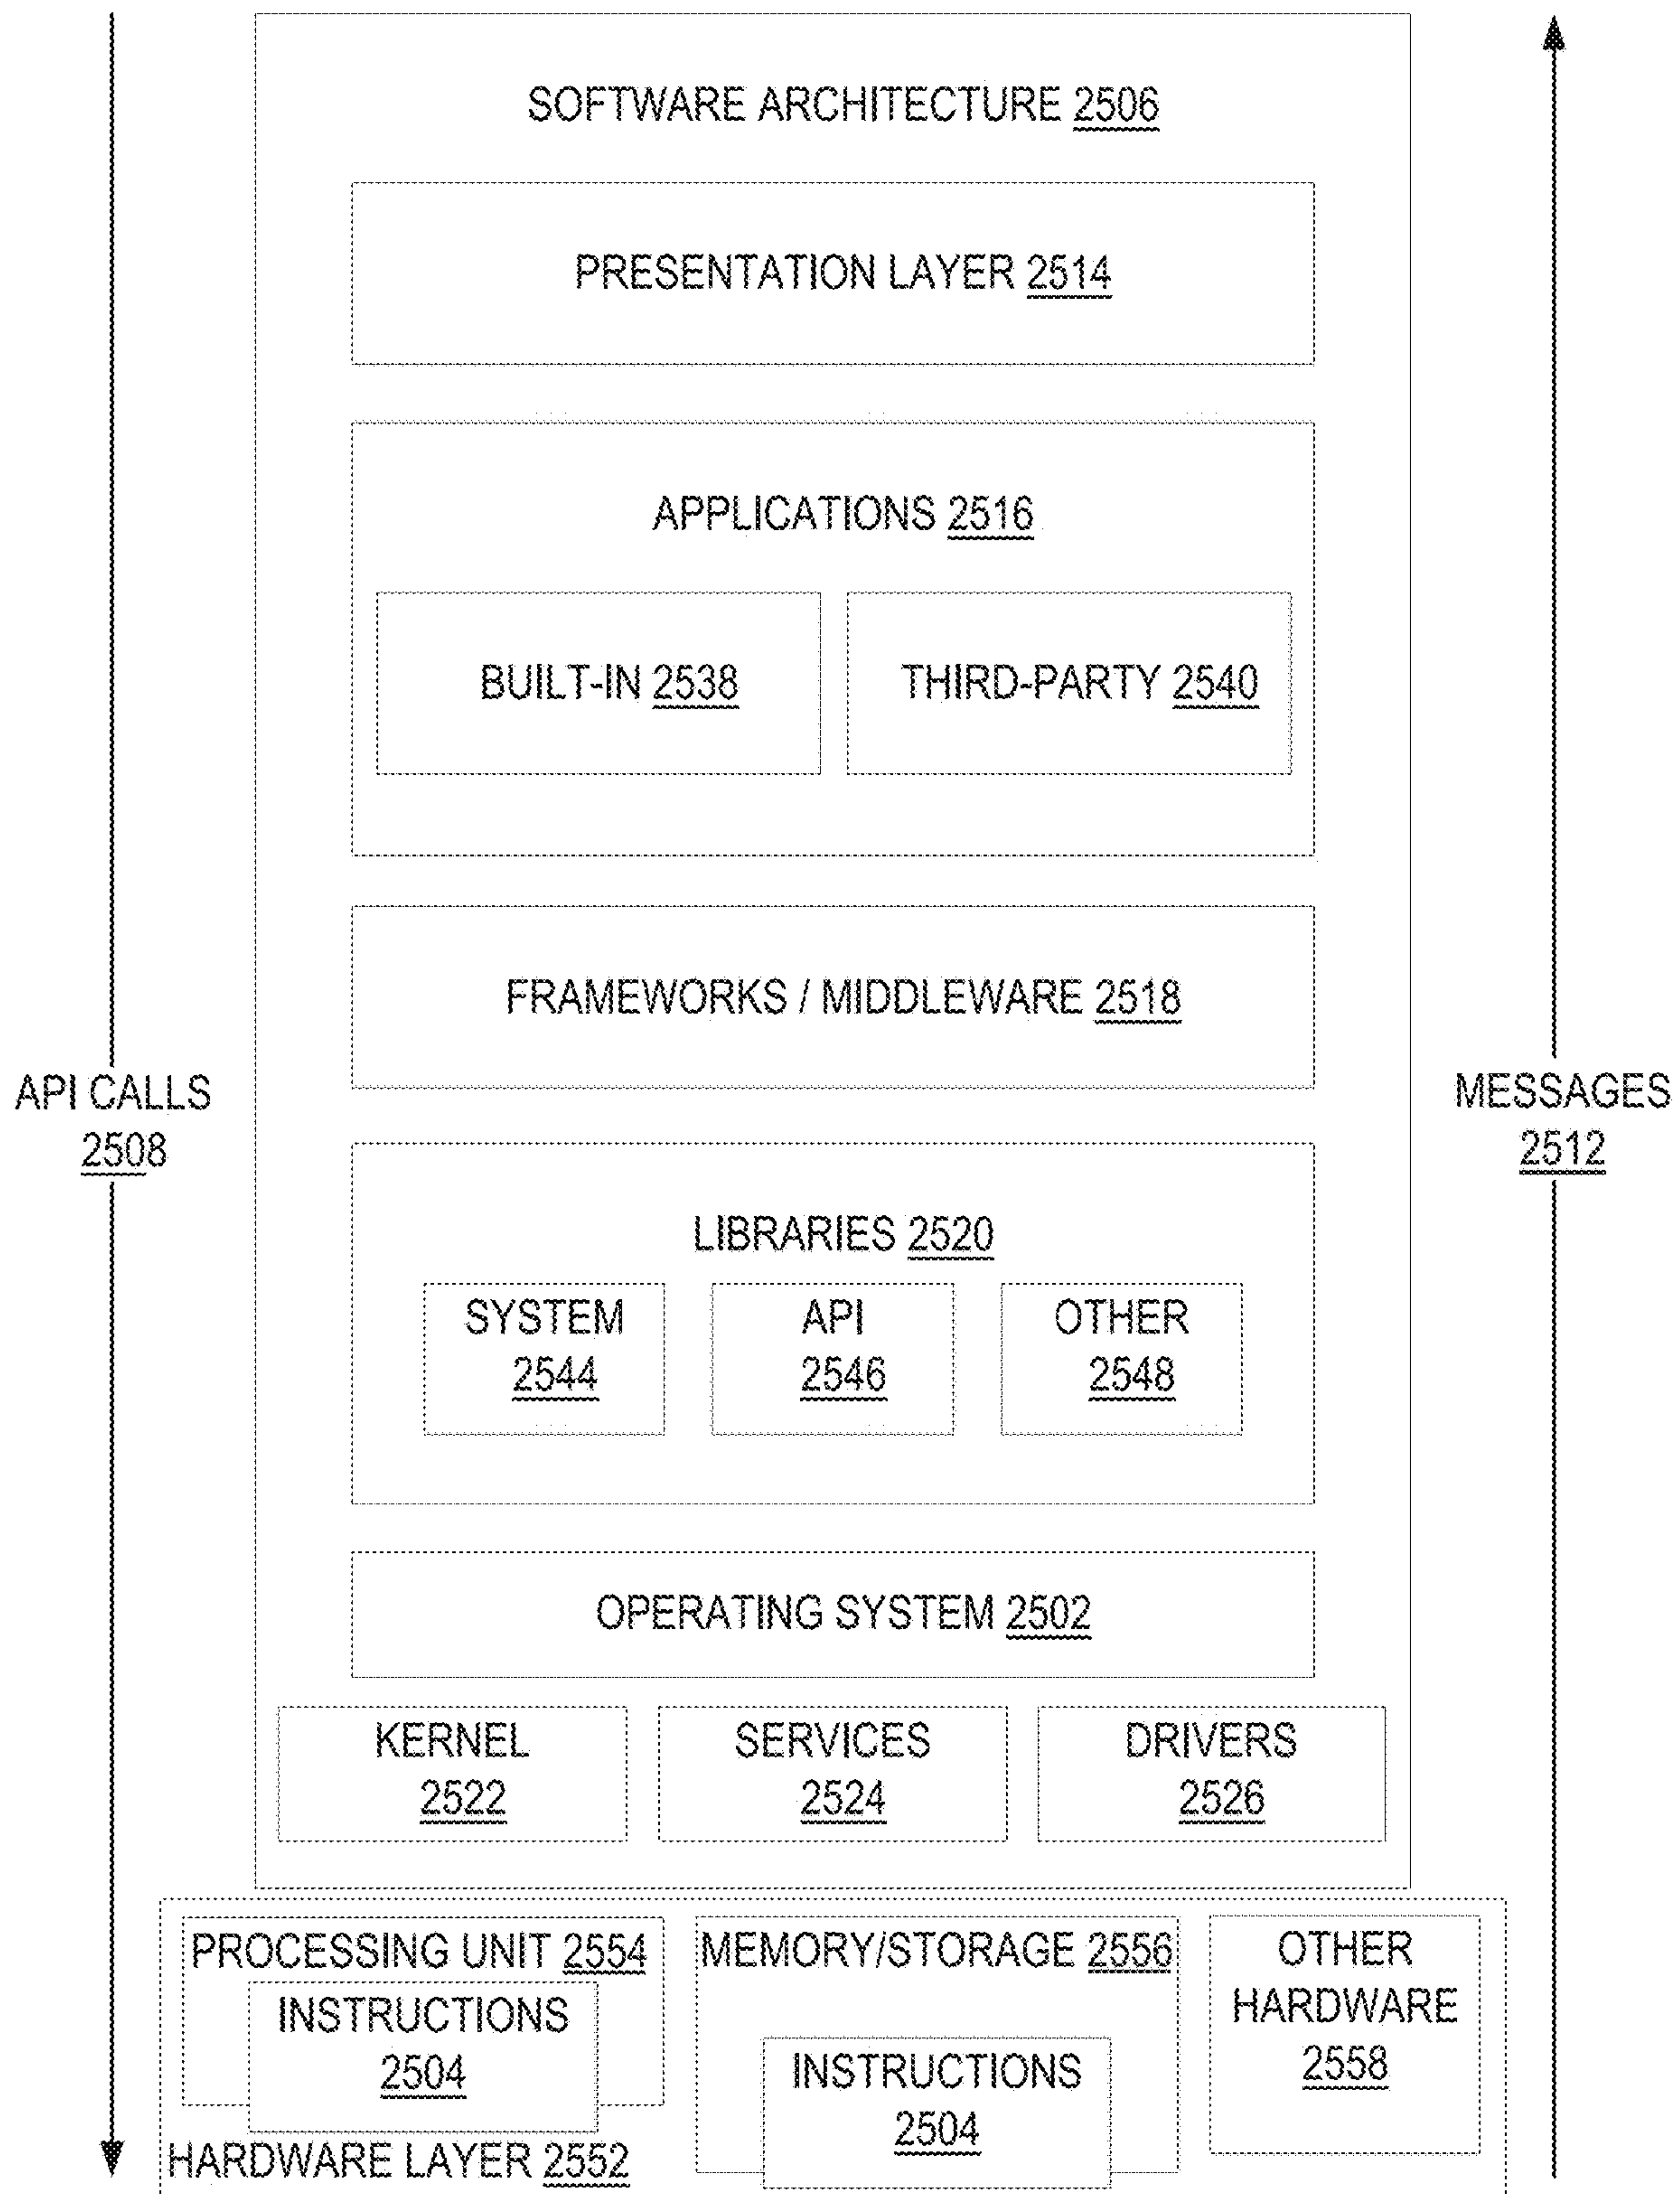 SOFTWARE ARCHITECTURE 2506
PRESENTATION LAYER 2514
APPLICATIONS 2516
BUILT-IN 2538
THIRD-PARTY 2540
FRAMEWORKS / MIDDLEWARE 2518
API CALLS
2508
MESSAGES
2512
LIBRARIES 2520
SYSTEM
2544
API
2546
OTHER
2548
OPERATING SYSTEM 2502
KERNEL
2522
SERVICES
2524
DRIVERS
2526
PROCESSING UNIT 2554
INSTRUCTIONS
2504
MEMORY/STORAGE 2556
INSTRUCTIONS
2504
OTHER
HARDWARE
2558
HARDWARE LAYER 2552